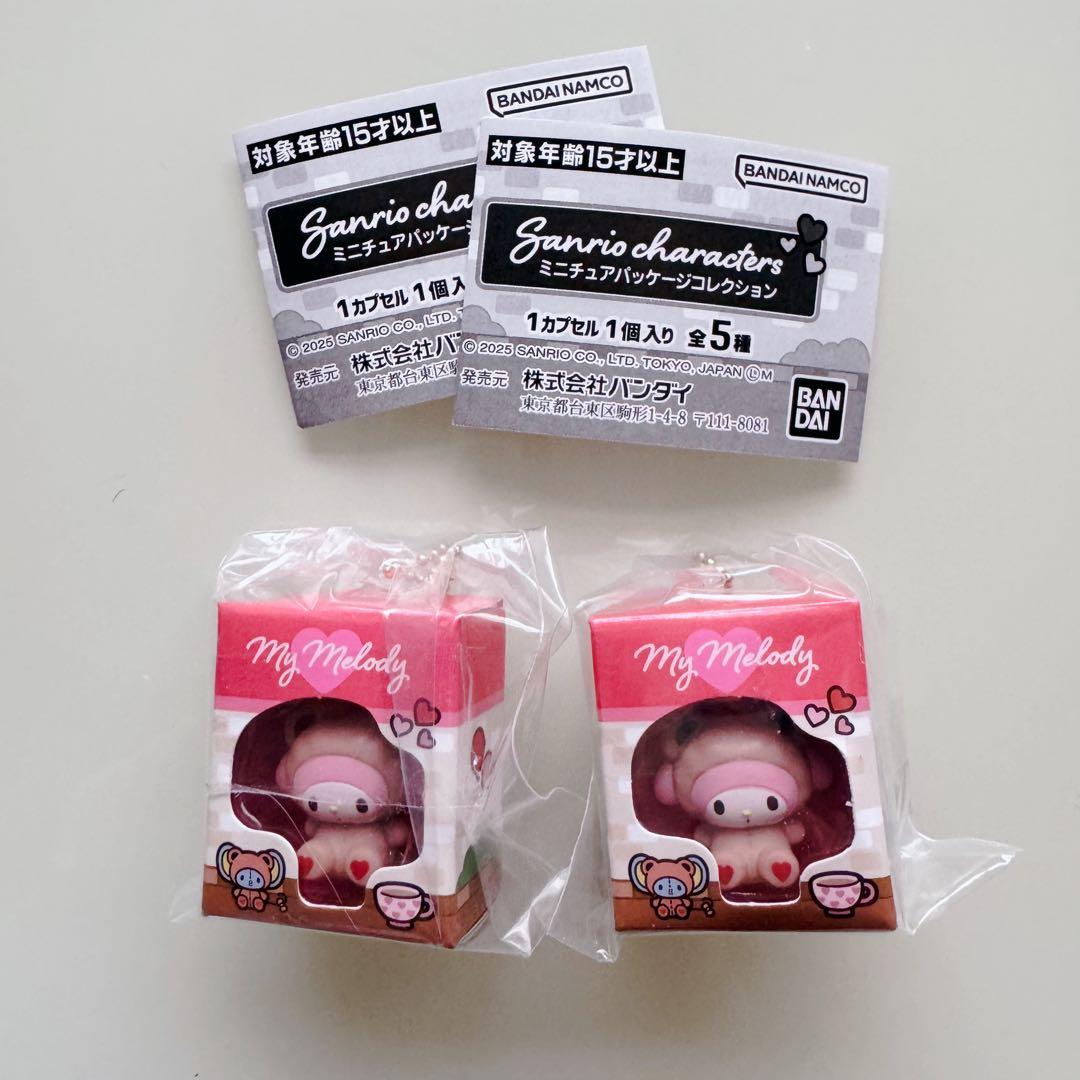 対象年齢15才以上
BANDAI NAMCO
Sanrio cha
ミニチュアパッケー
1カプセル 1個入
© 2025 SANRIO CO., LTD. T
発売元 株式会社バ
東京都台東区駒
対象年齢15才以上
BANDAI NAMCO
Sanrio characters
ミニチュアパッケージコレクション
1カプセル 1個入り 全5種
© 2025 SANRIO CO., LTD. TOKYO, JAPAN Ⓛ M
発売元 株式会社バンダイ
東京都台東区駒形1-4-8 〒111-8081
BAN
DAI
My Melody
My Melody